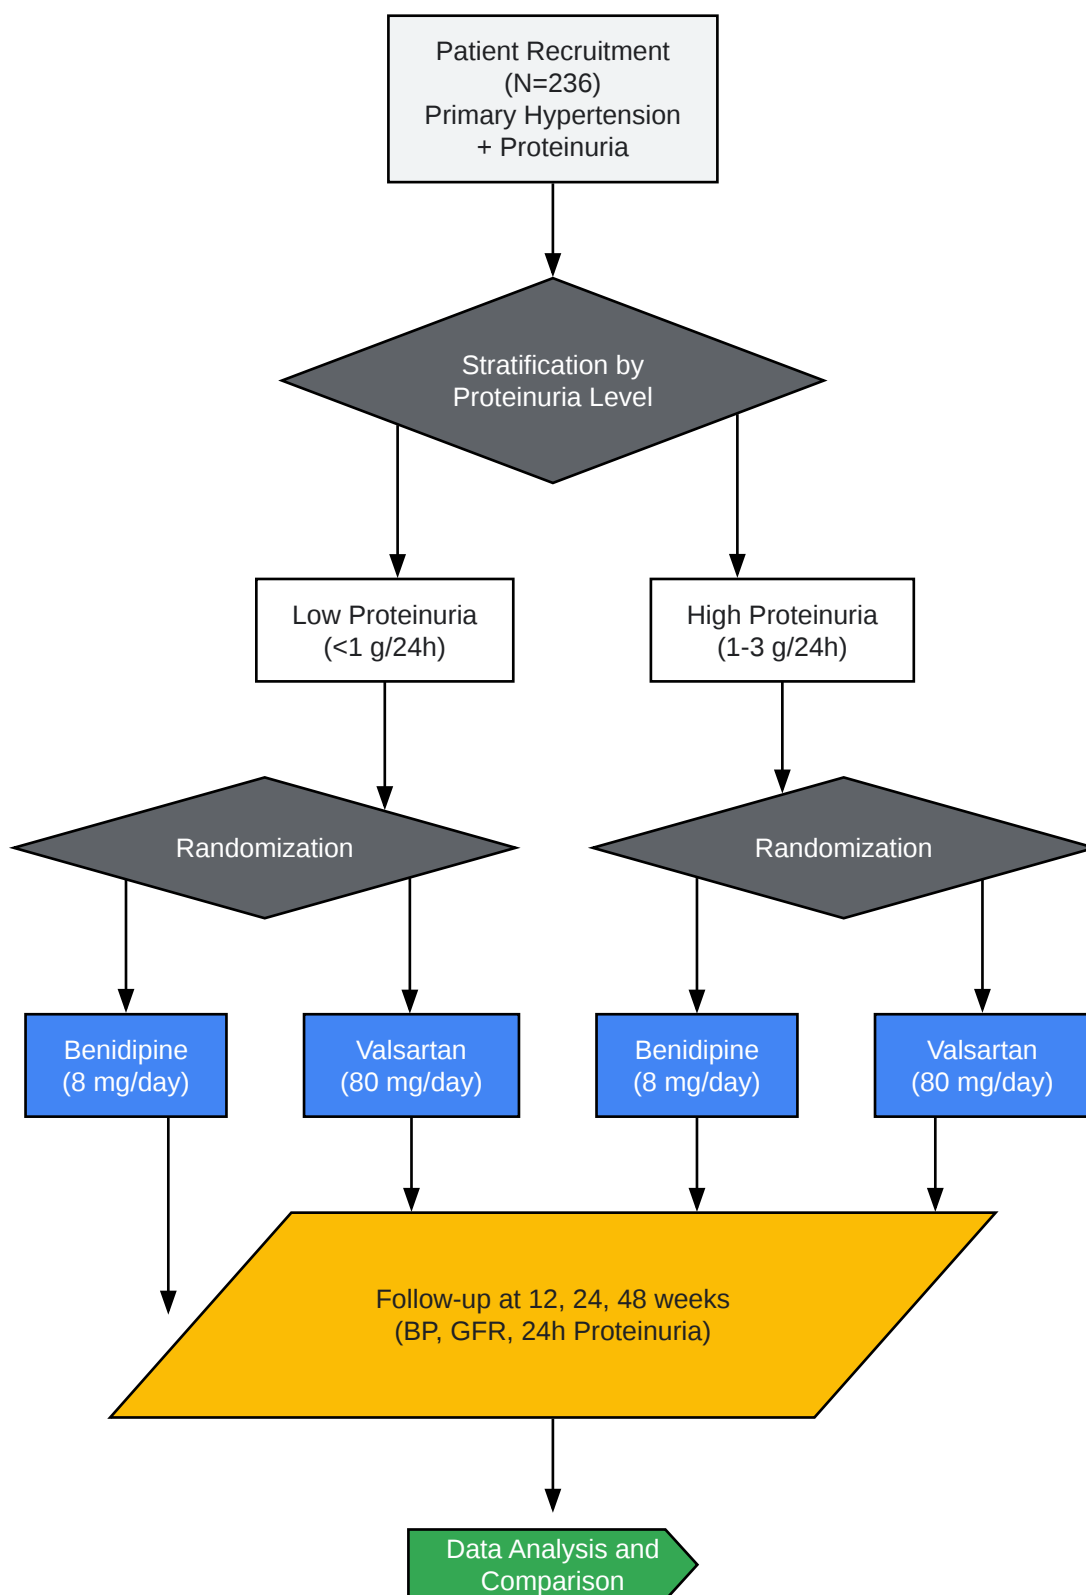 Patient Recruitment
(N=236)
Primary Hypertension
+ Proteinuria
Stratification by
Proteinuria Level
Low Proteinuria
(<1 g/24h)
High Proteinuria
(1-3 g/24h)
Randomization
Randomization
Benidipine
(8 mg/day)
Valsartan
(80 mg/day)
Benidipine
(8 mg/day)
Valsartan
(80 mg/day)
Follow-up at 12, 24, 48 weeks
(BP, GFR, 24h Proteinuria)
Data Analysis and
Comparison